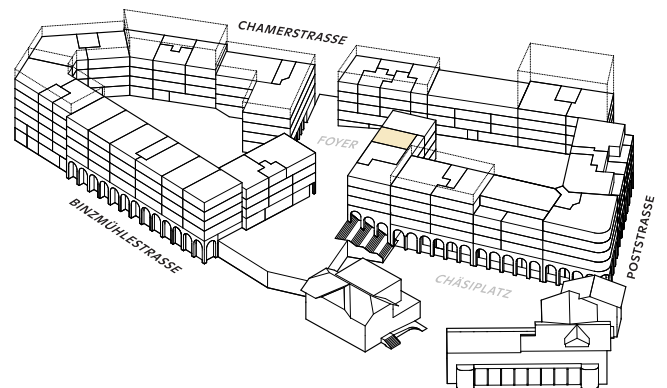 CHAMERSTRASSE
FOYER
BINZMÜHLESTRASSE
POSTSTRASSE
CHÄSIPLATZ